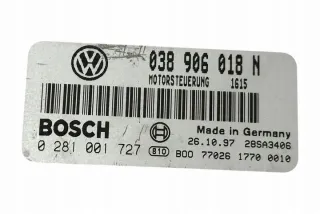 038 906 018 N
MOTORSTEUERUNG 1615
BOSCH Made in Germany
26.10.97 28SA3406
0 281 001 727 810 B00 77026 1770 0010